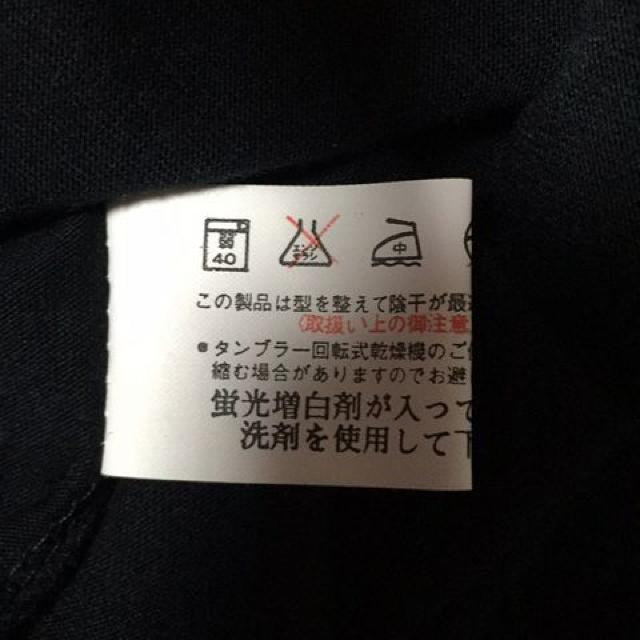 弱
40
エンソ
サラシ
中
この製品は型を整えて陰干が最
〈取扱い上の御注意
●タンブラー回転式乾燥機のご
縮む場合がありますのでお避
蛍光増白剤が入って
洗剤を使用して下